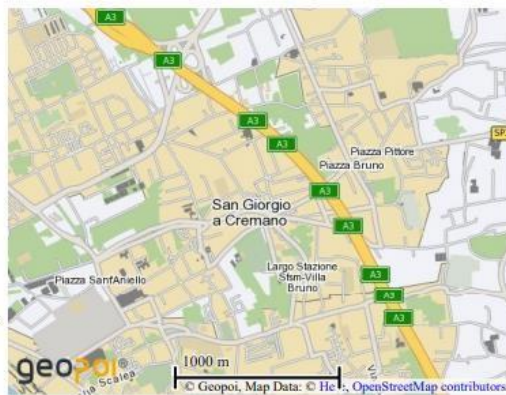 A3
A3
A3
A3
Piazza Pittore
Piazza Bruno
A3
San Giorgio
a Cremano
A3
Largo Stazione
Sfsm-Villa
Bruno
A3
Piazza Sant'Aniello
A3
A3
1000 m
geopoi
© Geopoi, Map Data: © Here, OpenStreetMap contributors